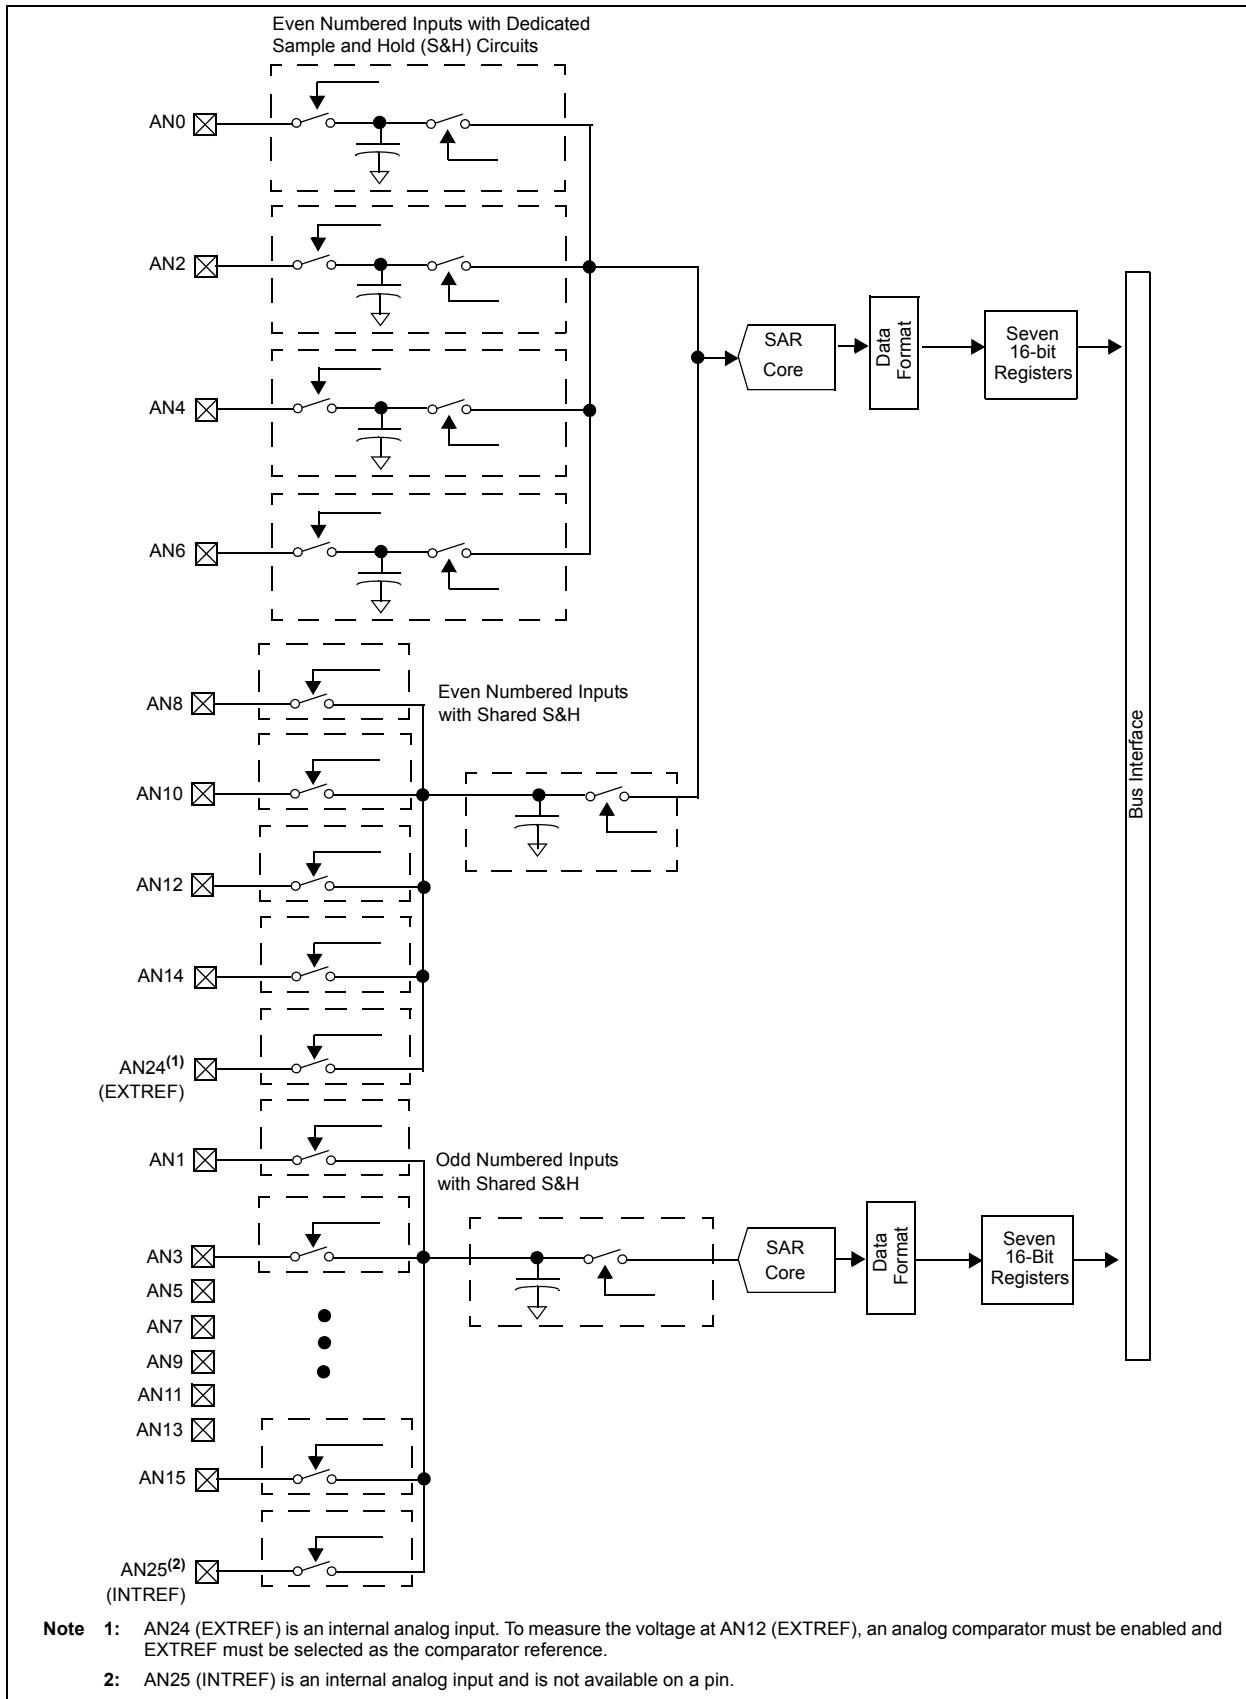 Even Numbered Inputs with Dedicated
Sample and Hold (S&H) Circuits
AN0
AN2
AN4
AN6
SAR
Core
Data
Format
Seven
16-bit
Registers
Bus Interface
AN8
Even Numbered Inputs
with Shared S&H
AN10
AN12
AN14
AN24(1)
(EXTREF)
AN1
Odd Numbered Inputs
with Shared S&H
AN3
SAR
Core
Data
Format
Seven
16-Bit
Registers
AN5
AN7
AN9
AN11
AN13
AN15
AN25(2)
(INTREF)
Note 1: AN24 (EXTREF) is an internal analog input. To measure the voltage at AN12 (EXTREF), an analog comparator must be enabled and
EXTREF must be selected as the comparator reference.
2: AN25 (INTREF) is an internal analog input and is not available on a pin.